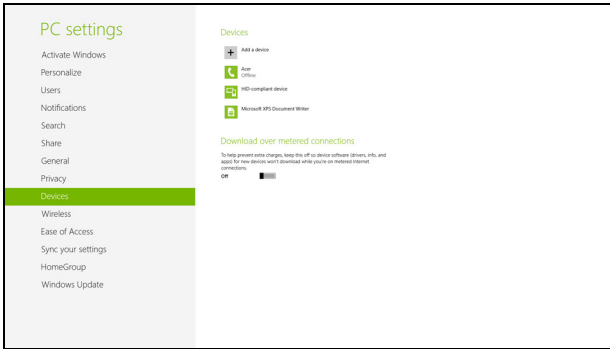 PC settings
Activate Windows
Personalize
Users
Notifications
Search
Share
General
Privacy
Devices
Wireless
Ease of Access
Sync your settings
HomeGroup
Windows Update
Devices
Add a device
Acer
Offline
HID-compliant device
Microsoft XPS Document Writer
Download over metered connections
To help prevent extra charges, keep this off so device software (drivers, info, and
apps) for new devices won't download while you're on metered Internet
connections.
Off